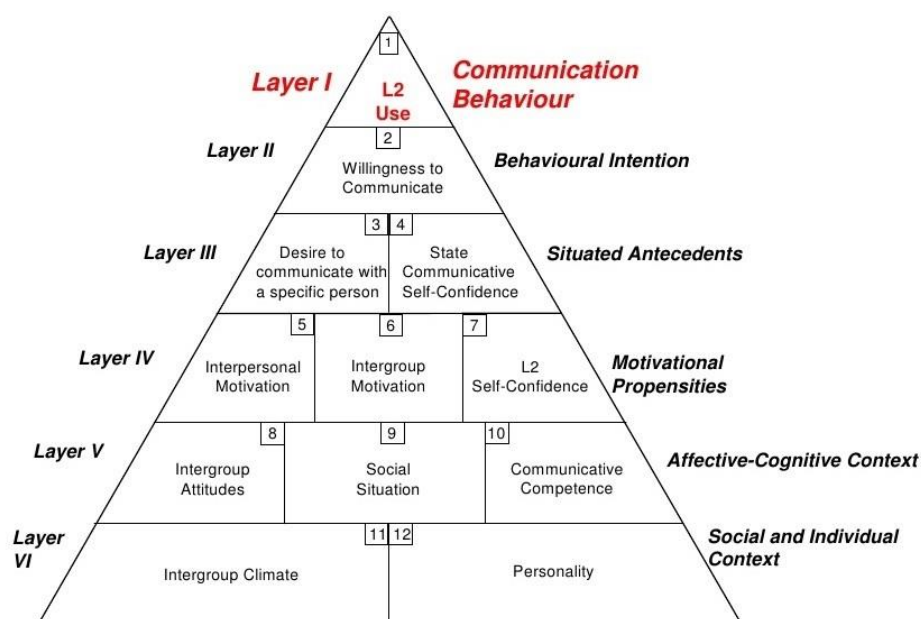 1
Layer I
L2
Use
Communication
Behaviour
2
Layer II
Willingness to
Communicate
Behavioural Intention
3 4
Layer III
Desire to
communicate with
a specific person
State
Communicative
Self-Confidence
Situated Antecedents
5 6 7
Layer IV
Interpersonal
Motivation
Intergroup
Motivation
L2
Self-Confidence
Motivational
Propensities
8 9 10
Layer V
Intergroup
Attitudes
Social
Situation
Communicative
Competence
Affective-Cognitive Context
11 12
Layer
VI
Intergroup Climate
Personality
Social and Individual
Context